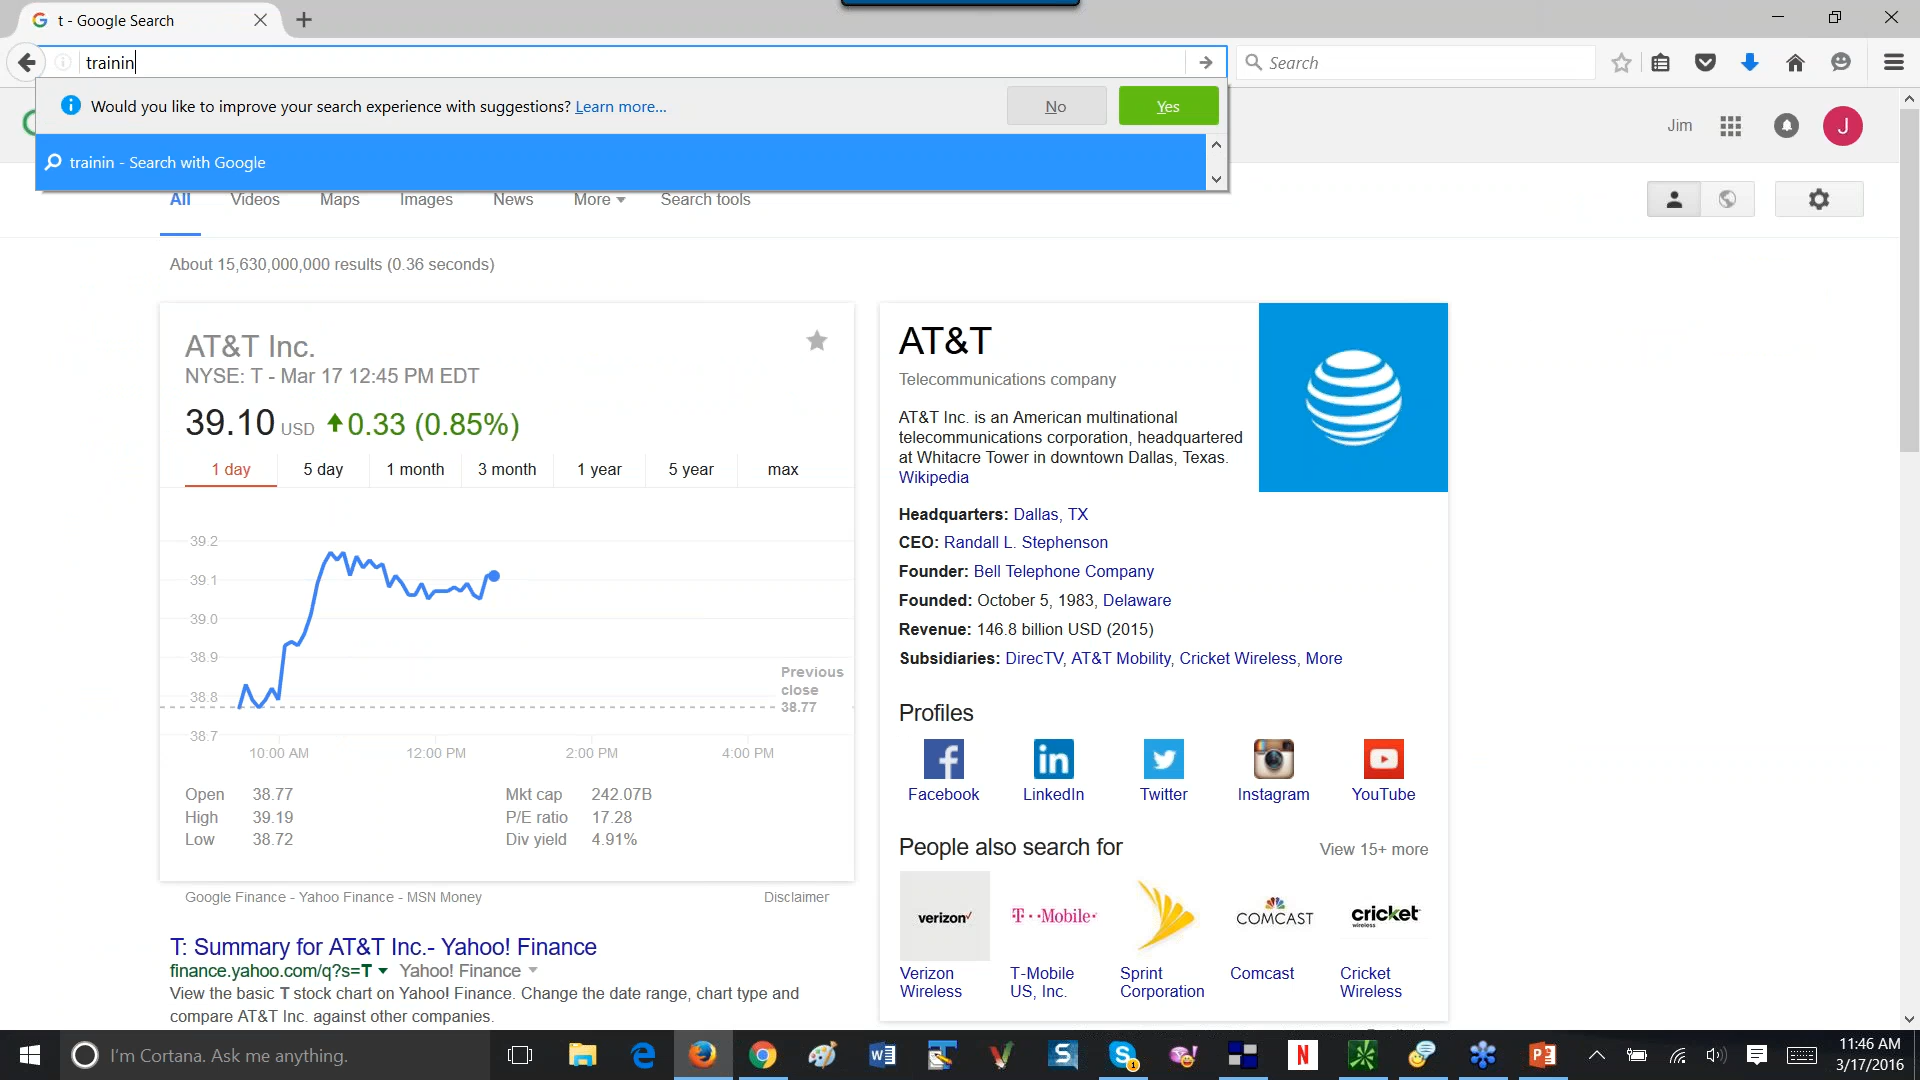 t - Google Search
trainin
Search
Would you like to improve your search experience with suggestions? Learn more...
No
Yes
trainin - Search with Google
Jim
J
All
Videos
Maps
Images
News
More
Search tools
About 15,630,000,000 results (0.36 seconds)
AT&T Inc.
NYSE: T - Mar 17 12:45 PM EDT
39.10 USD 0.33 (0.85%)
1 day
5 day
1 month
3 month
1 year
5 year
max
39.2
39.1
39.0
38.9
38.8
38.7
Previous
close
38.77
10:00 AM
12:00 PM
2:00 PM
4:00 PM
Open 38.77
High 39.19
Low 38.72
Mkt cap 242.07B
P/E ratio 17.28
Div yield 4.91%
Google Finance - Yahoo Finance - MSN Money
Disclaimer
T: Summary for AT&T Inc.- Yahoo! Finance
finance.yahoo.com/q?s=T Yahoo! Finance
View the basic T stock chart on Yahoo! Finance. Change the date range, chart type and
compare AT&T Inc. against other companies.
AT&T
Telecommunications company
AT&T Inc. is an American multinational
telecommunications corporation, headquartered
at Whitacre Tower in downtown Dallas, Texas.
Wikipedia
Headquarters: Dallas, TX
CEO: Randall L. Stephenson
Founder: Bell Telephone Company
Founded: October 5, 1983, Delaware
Revenue: 146.8 billion USD (2015)
Subsidiaries: DirecTV, AT&T Mobility, Cricket Wireless, More
Profiles
Facebook
LinkedIn
Twitter
Instagram
YouTube
People also search for
View 15+ more
verizon
T··Mobile·
COMCAST
cricket
wireless
Verizon
Wireless
T-Mobile
US, Inc.
Sprint
Corporation
Comcast
Cricket
Wireless
I'm Cortana. Ask me anything.
11:46 AM
3/17/2016